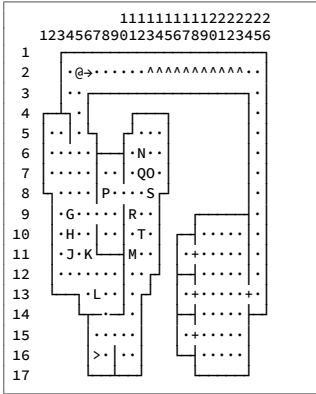 11111111112222222
  12345678901234567890123456
1   ┌──────────────────────┐
2   │·@→······^^^^^^^^^^^··│
3   │··┌─────────────────┐·│
4 ┌─┐·│    ┌───┐         │·│
5 │··│··└┐┌┘···│         │·│
6 │·····├──┤·N··│         │·│
7 │······│··│·QO·│         │·│
8 └┐····P····S┌┘         │·│
9  │·G······R··│    ┌─────┤·│
10  │·H······T·│  ┌─┤·····│·│
11  │·J·K└──┤M··│  │·+·····│·│
12  │··········┌┘  └─┤·····│·│
13  └──┐·L··│·┌┘   │·+·····+·│
14     └─┬─·─┤     ├─┤·····├─┘
15       │·····│     │·+·····│
16       │>·│··│     └─┤·····│
17       └──┴──┘       └─────┘